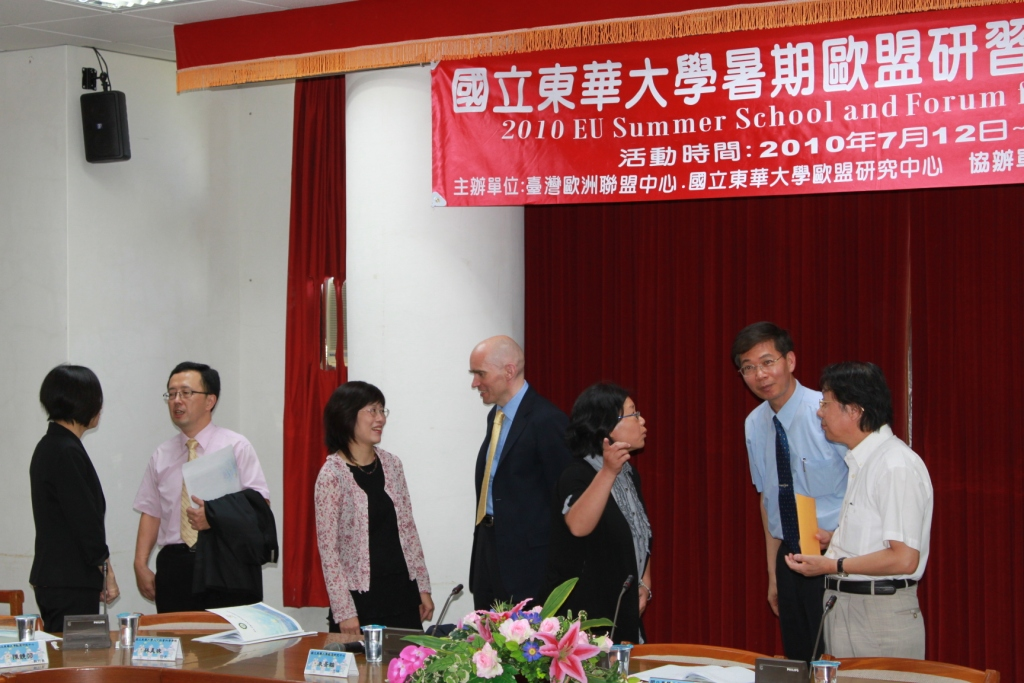 國立東華大學暑期歐盟研習
2010 EU Summer School and Forum f
活動時間:2010年7月12日~
主辦單位:臺灣歐洲聯盟中心.國立東華大學歐盟研究中心 協辦單
PHILIPS